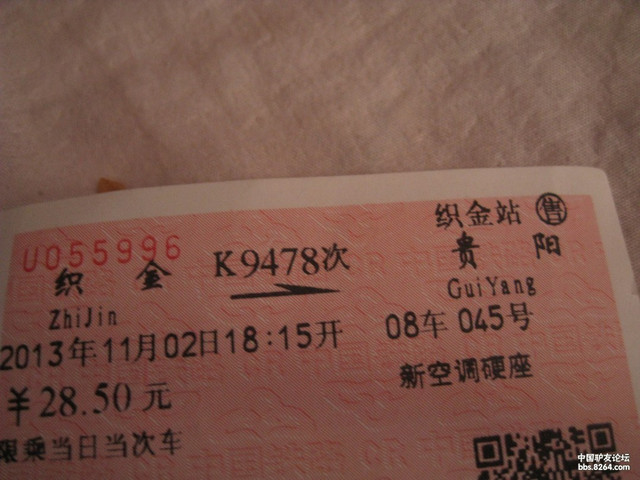 织金站 售
U055996
织金 K9478次 贵阳
ZhiJin GuiYang
2013年11月02日18:15开 08车 045号
¥28.50元 新空调硬座
限乘当日当次车
中国驴友论坛
bbs.8264.com